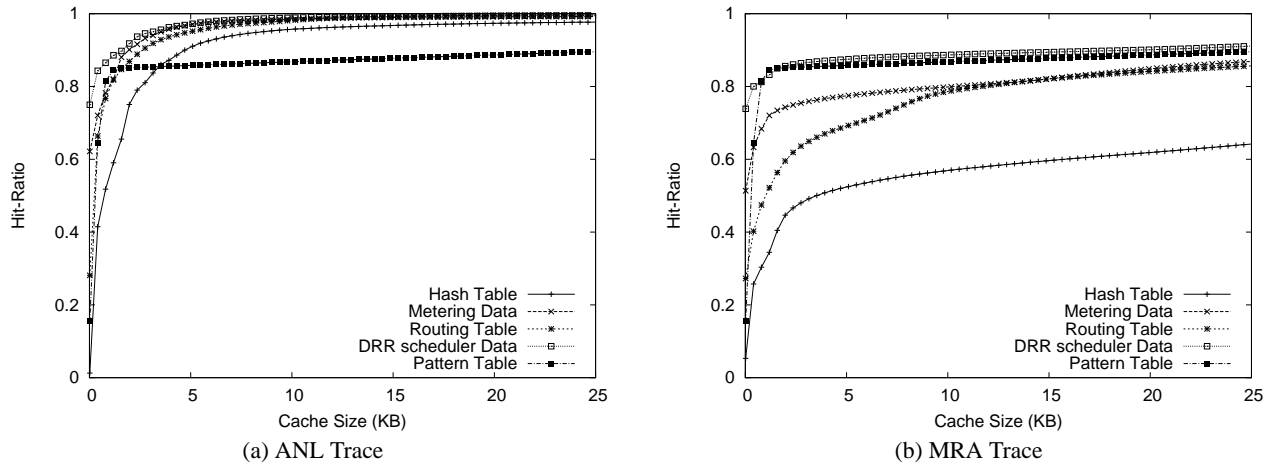 1
0.8
0.6
0.4
0.2
0
Hit-Ratio
Hash Table
Metering Data
Routing Table
DRR scheduler Data
Pattern Table
0 5 10 15 20 25
Cache Size (KB)
(a) ANL Trace
1
0.8
0.6
0.4
0.2
0
Hit-Ratio
Hash Table
Metering Data
Routing Table
DRR scheduler Data
Pattern Table
0 5 10 15 20 25
Cache Size (KB)
(b) MRA Trace